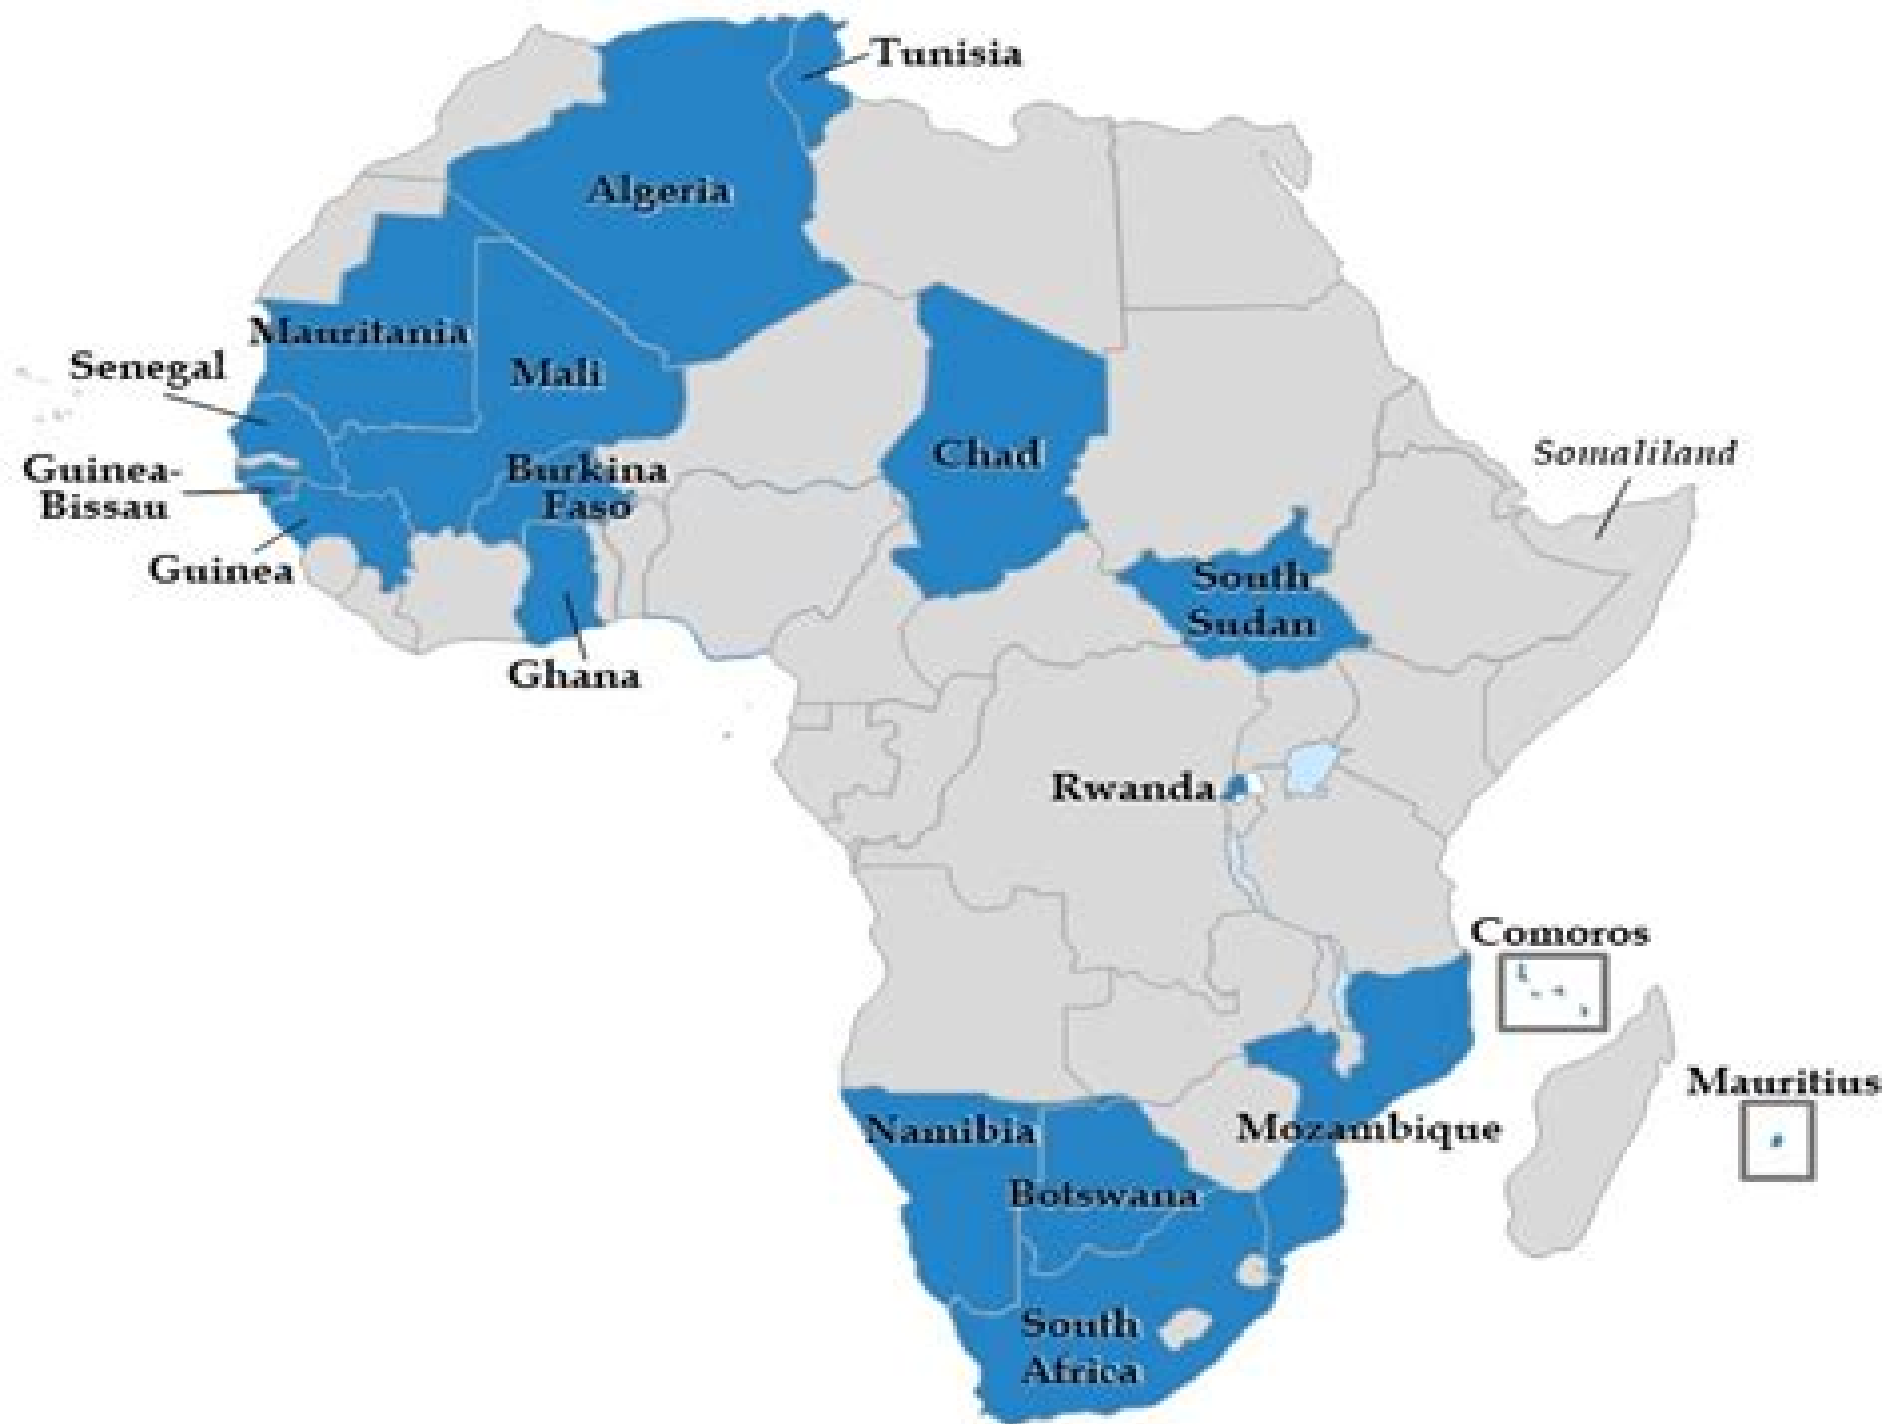 Tunisia
Algeria
Mauritania
Senegal
Mali
Chad
Somaliland
Burkina
Faso
Guinea-
Bissau
Guinea
South
Sudan
Ghana
Rwanda
Comoros
Mauritius
Namibia
Mozambique
Botswana
South
Africa